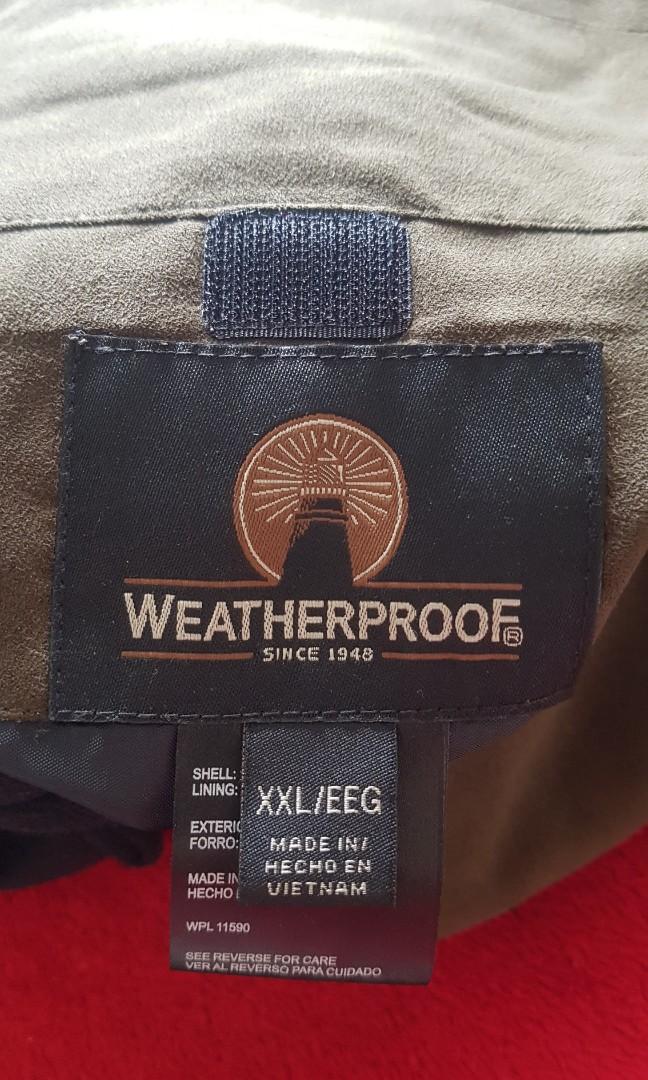 WEATHERPROOF®
SINCE 1948
XXL/EEG
MADE IN/
HECHO EN
VIETNAM
SHELL:
LINING:
FORRO:
MADE IN
HECHO
WPL 11590
SEE REVERSE FOR CARE
VER AL REVERSO PARA CUIDADO